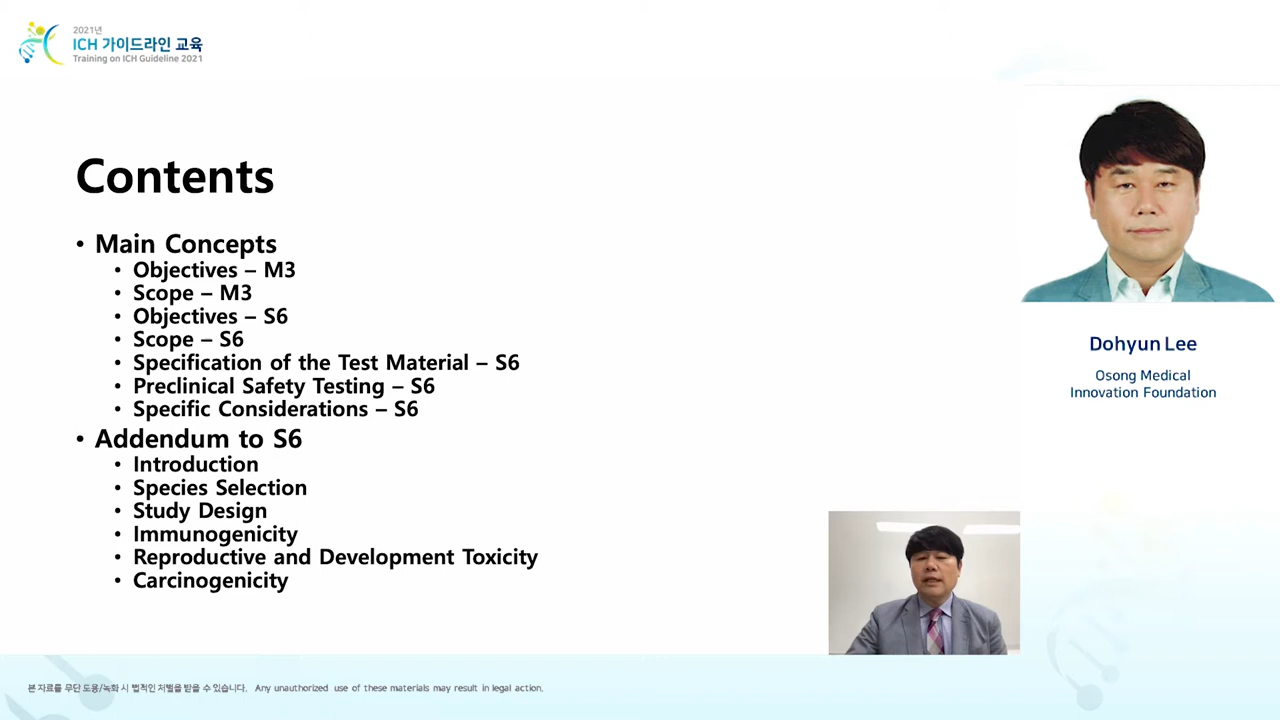 2021년
ICH 가이드라인 교육
Training on ICH Guideline 2021
Contents
• Main Concepts
• Objectives – M3
• Scope – M3
• Objectives – S6
• Scope – S6
• Specification of the Test Material – S6
• Preclinical Safety Testing – S6
• Specific Considerations – S6
• Addendum to S6
• Introduction
• Species Selection
• Study Design
• Immunogenicity
• Reproductive and Development Toxicity
• Carcinogenicity
Dohyun Lee
Osong Medical
Innovation Foundation
본 자료를 무단 도용/녹화 시 법적인 처벌을 받을 수 있습니다. Any unauthorized use of these materials may result in legal action.